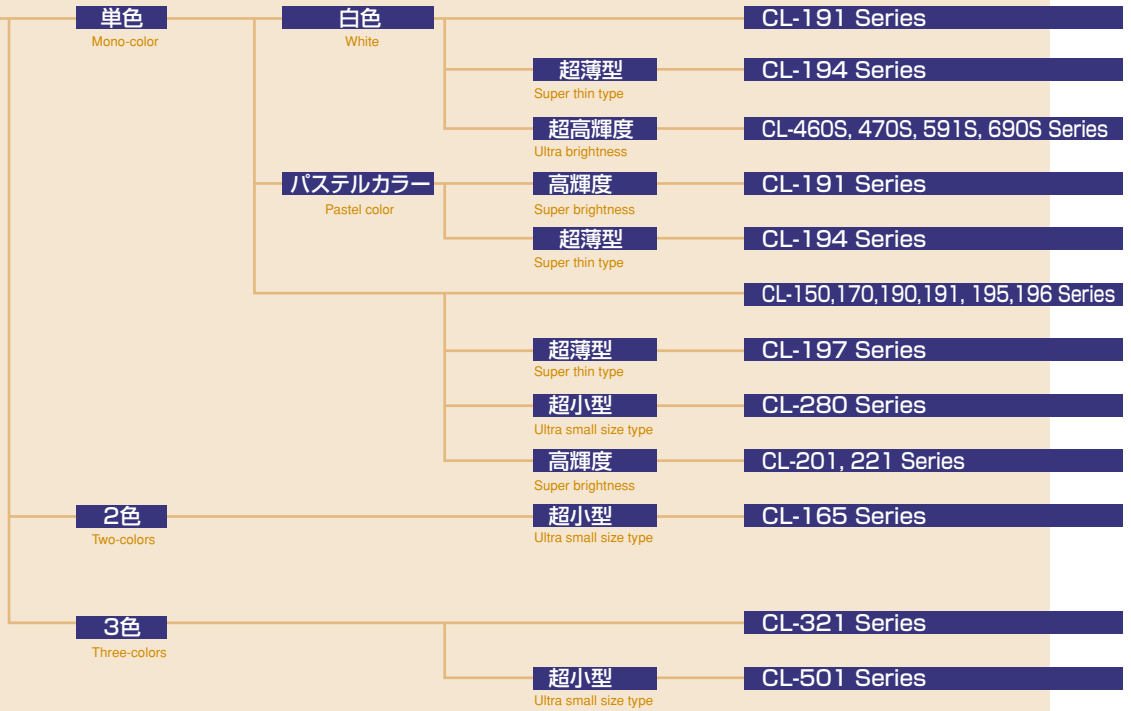 単色
Mono-color
白色
White
CL-191 Series
超薄型
Super thin type
CL-194 Series
超高輝度
Ultra brightness
CL-460S, 470S, 591S, 690S Series
パステルカラー
Pastel color
高輝度
Super brightness
CL-191 Series
超薄型
Super thin type
CL-194 Series
CL-150,170,190,191, 195,196 Series
超薄型
Super thin type
CL-197 Series
超小型
Ultra small size type
CL-280 Series
高輝度
Super brightness
CL-201, 221 Series
2色
Two-colors
超小型
Ultra small size type
CL-165 Series
3色
Three-colors
CL-321 Series
超小型
Ultra small size type
CL-501 Series